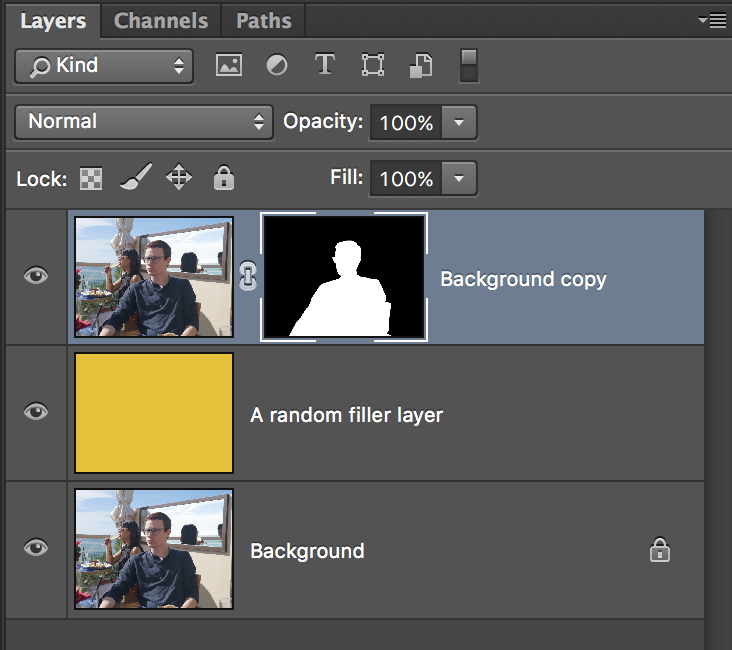 Layers Channels Paths
Kind T
Normal Opacity: 100%
Lock: Fill: 100%
Background copy
A random filler layer
Background